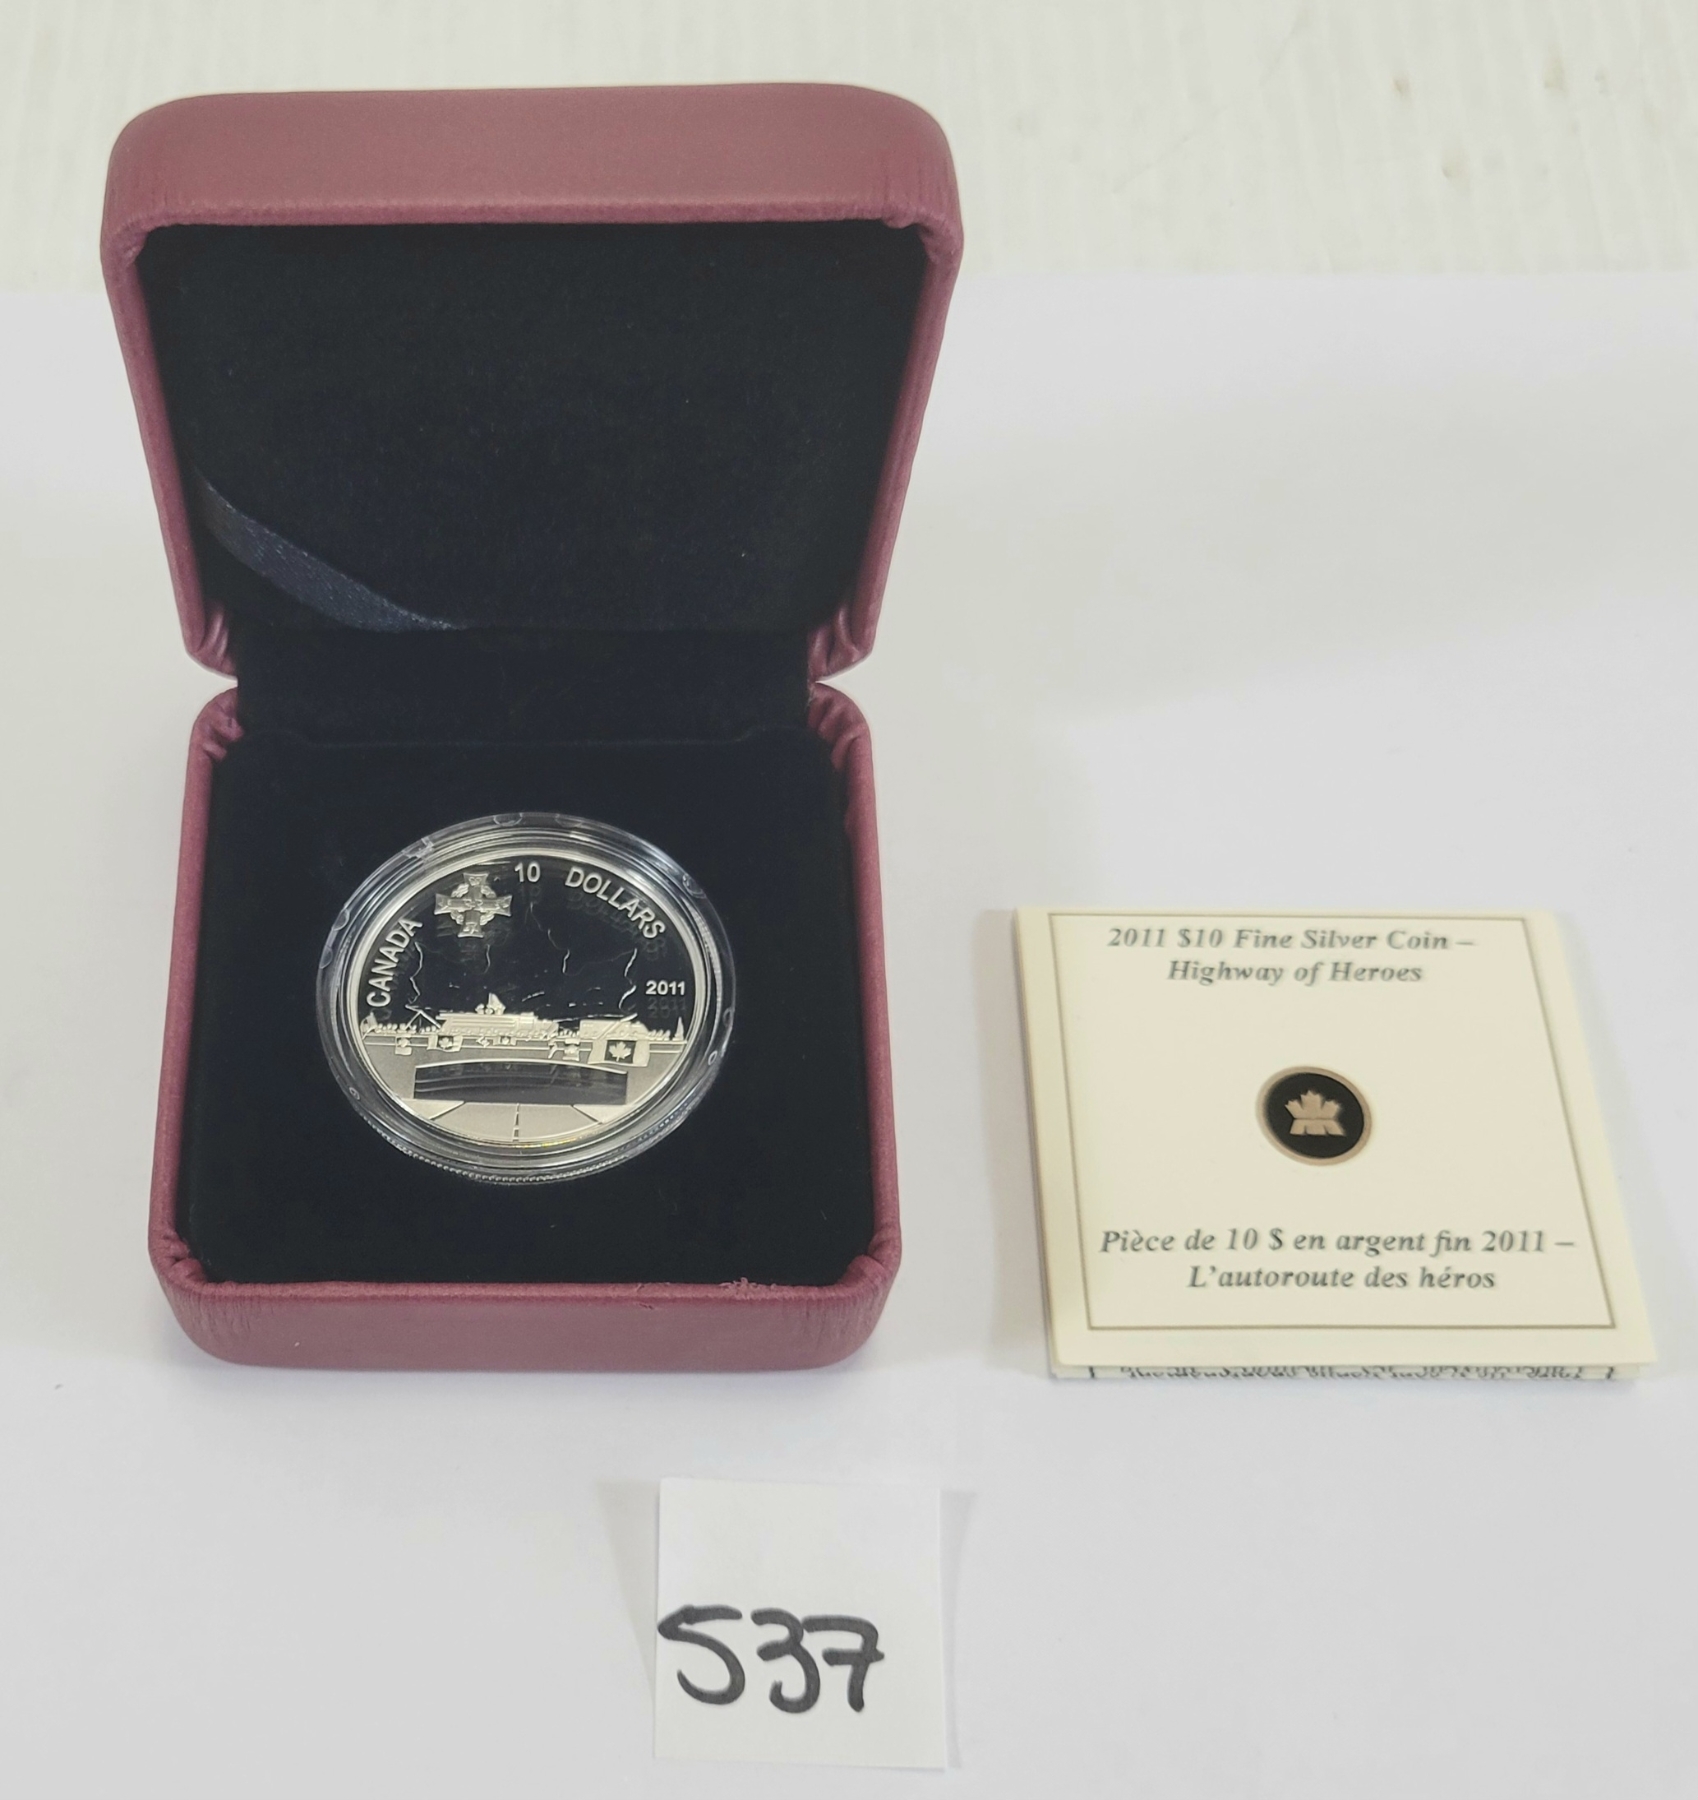 10 DOLLARS
CANADA
2011
2011 $10 Fine Silver Coin –
Highway of Heroes
Pièce de 10 $ en argent fin 2011 –
L'autoroute des héros
537